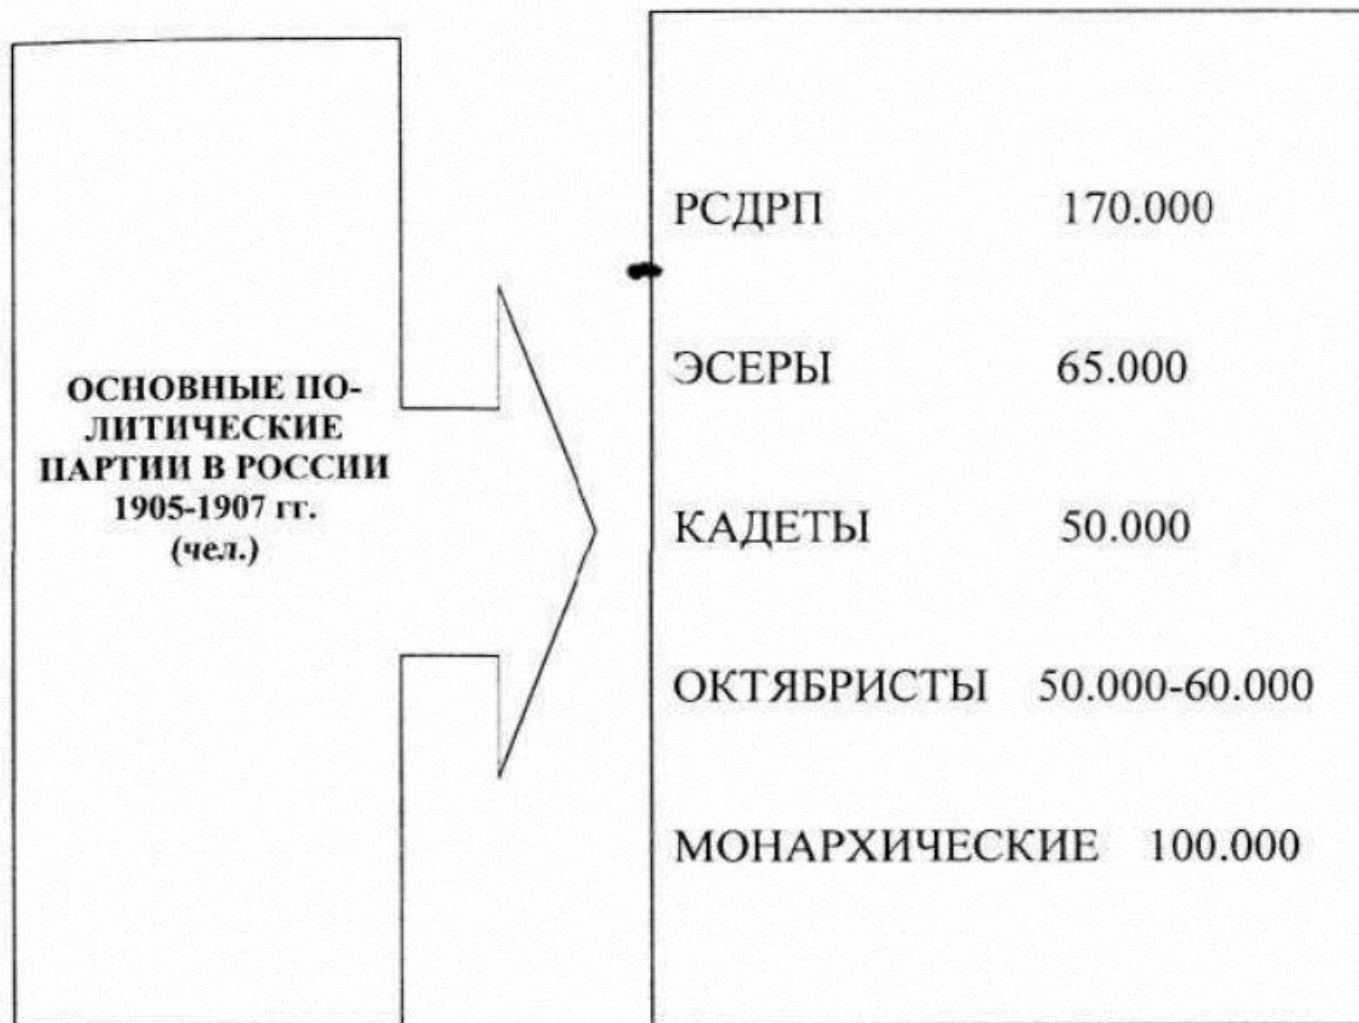 ОСНОВНЫЕ ПО-
ЛИТИЧЕСКИЕ
ПАРТИИ В РОССИИ
1905-1907 гг.
(чел.)
РСДРП 170.000
ЭСЕРЫ 65.000
КАДЕТЫ 50.000
ОКТЯБРИСТЫ 50.000-60.000
МОНАРХИЧЕСКИЕ 100.000